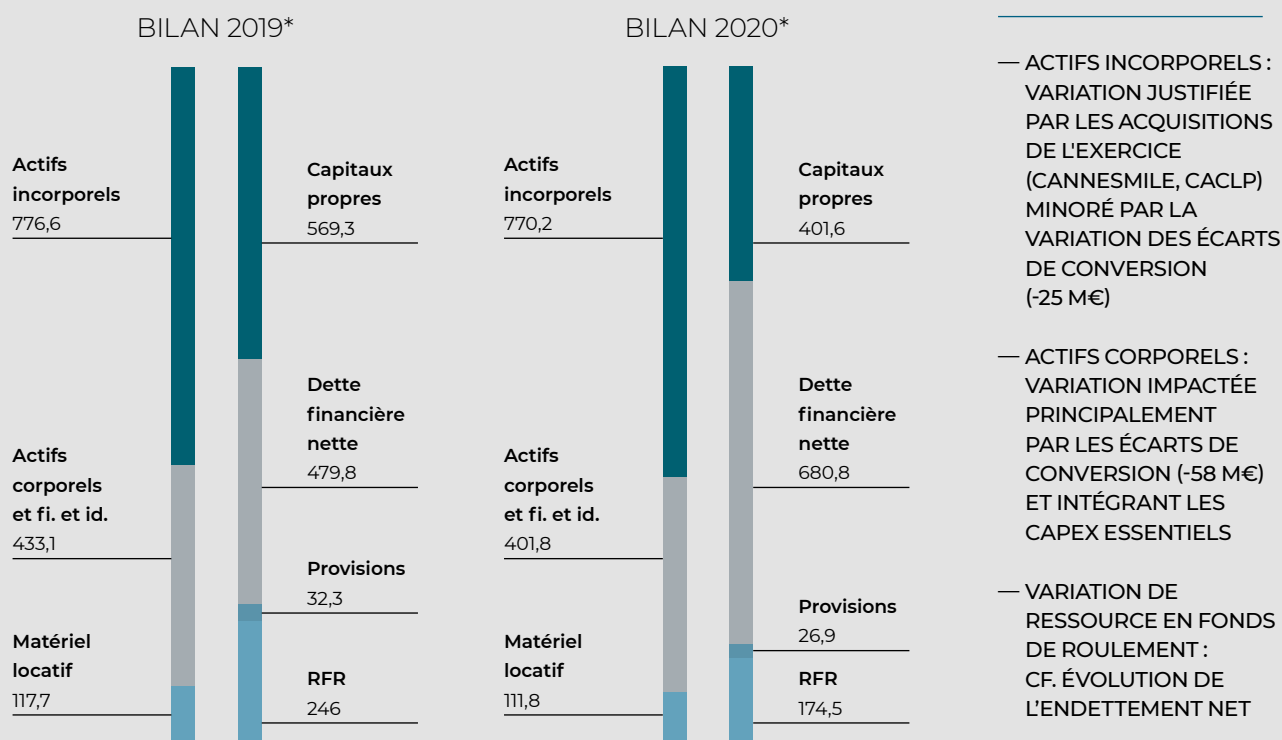 BILAN 2019*
Actifs
incorporels
776,6
Actifs
corporels
et fi. et id.
433,1
Matériel
locatif
117,7
Capitaux
propres
569,3
Dette
financière
nette
479,8
Provisions
32,3
RFR
246
BILAN 2020*
Actifs
incorporels
770,2
Actifs
corporels
et fi. et id.
401,8
Matériel
locatif
111,8
Capitaux
propres
401,6
Dette
financière
nette
680,8
Provisions
26,9
RFR
174,5
— ACTIFS INCORPORELS :
VARIATION JUSTIFIÉE
PAR LES ACQUISITIONS
DE L'EXERCICE
(CANNESMILE, CACLP)
MINORÉ PAR LA
VARIATION DES ÉCARTS
DE CONVERSION
(-25 M€)
— ACTIFS CORPORELS :
VARIATION IMPACTÉE
PRINCIPALEMENT
PAR LES ÉCARTS DE
CONVERSION (-58 M€)
ET INTÉGRANT LES
CAPEX ESSENTIELS
— VARIATION DE
RESSOURCE EN FONDS
DE ROULEMENT :
CF. ÉVOLUTION DE
L'ENDETTEMENT NET